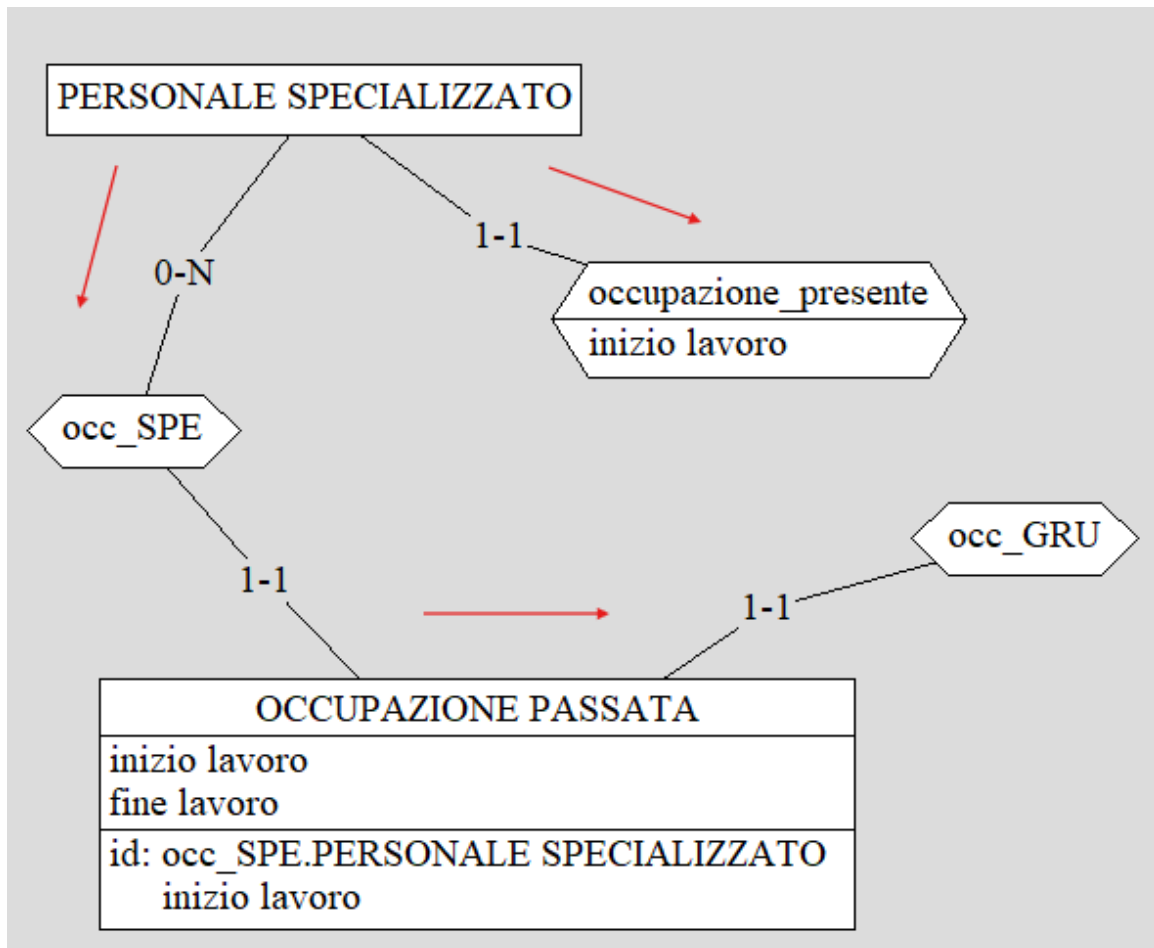 PERSONALE SPECIALIZZATO
0-N
1-1
occupazione_presente
inizio lavoro
occ_SPE
occ_GRU
1-1
1-1
OCCUPAZIONE PASSATA
inizio lavoro
fine lavoro
id: occ_SPE.PERSONALE SPECIALIZZATO
inizio lavoro